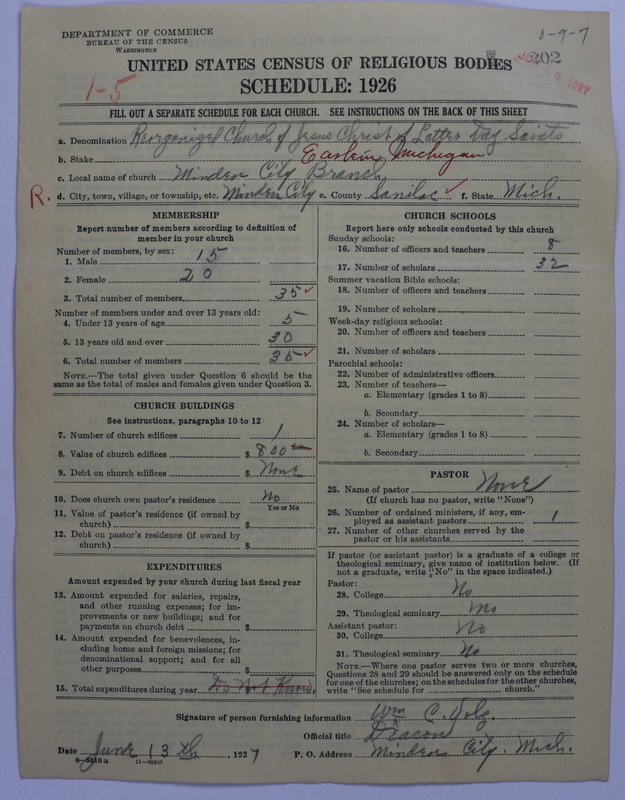 DEPARTMENT OF COMMERCE
BUREAU OF THE CENSUS
WASHINGTON
0-9-7
202
1-5
UNITED STATES CENSUS OF RELIGIOUS BODIES
SCHEDULE: 1926
FILL OUT A SEPARATE SCHEDULE FOR EACH CHURCH. SEE INSTRUCTIONS ON THE BACK OF THIS SHEET
a. Denomination Reorganized Church of Jesus Christ of Latter Day Saints
b. Stake Eastern Michigan
c. Local name of church Minden City Branch
R. d. City, town, village, or township, etc. Minden City e. County Sanilac ✓ f. State Mich.
MEMBERSHIP
Report number of members according to definition of
member in your church
Number of members, by sex:
1. Male 15
2. Female 20
3. Total number of members 35 ✓
Number of members under and over 13 years old:
4. Under 13 years of age 5
5. 13 years old and over 30
6. Total number of members 35 ✓
NOTE.—The total given under Question 6 should be
same as the total of males and females given under Question 3.
CHURCH BUILDINGS
See instructions, paragraphs 10 to 12
7. Number of church edifices 1
8. Value of church edifices $ 800
9. Debt on church edifices $ None
10. Does church own pastor's residence No
Yes or No
11. Value of pastor's residence (if owned by
church) $
12. Debt on pastor's residence (if owned by
church) $
EXPENDITURES
Amount expended by your church during last fiscal year
13. Amount expended for salaries, repairs,
and other running expenses; for im-
provements or new buildings; and for
payments on church debt $
14. Amount expended for benevolences, in-
cluding home and foreign missions; for
denominational support; and for all
other purposes $
15. Total expenditures during year Do Not Know.
CHURCH SCHOOLS
Report here only schools conducted by this church
Sunday schools:
16. Number of officers and teachers 8
17. Number of scholars 32
Summer vacation Bible schools:
18. Number of officers and teachers
19. Number of scholars
Week-day religious schools:
20. Number of officers and teachers
21. Number of scholars
Parochial schools:
22. Number of administrative officers
23. Number of teachers—
a. Elementary (grades 1 to 8)
b. Secondary
24. Number of scholars—
a. Elementary (grades 1 to 8)
b. Secondary
PASTOR
25. Name of pastor None
(If church has no pastor, write "None")
26. Number of ordained ministers, if any, em-
ployed as assistant pastors 1
27. Number of other churches served by the
pastor or his assistants
If pastor (or assistant pastor) is a graduate of a college or
theological seminary, give name of institution below. (If
not a graduate, write "No" in the space indicated.)
Pastor:
28. College No
29. Theological seminary No
Assistant pastor:
30. College No
31. Theological seminary No
NOTE.—Where one pastor serves two or more churches,
Questions 28 and 29 should be answered only on the schedule
for one of the churches; on the schedules for the other churches,
write "See schedule for church."
Signature of person furnishing information Wm C. Volz
Official title Deacon
Date June 13th, 1927 P. O. Address Minden City. Mich.